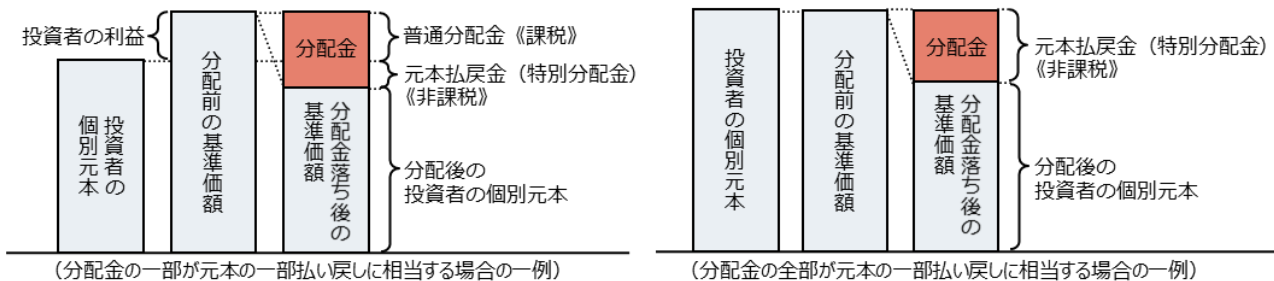 投資者の利益
投資者の
個別元本
分配前の基準価額
分配金
分配金落ち後の
基準価額
普通分配金《課税》
元本払戻金（特別分配金）
《非課税》
分配後の
投資者の個別元本
（分配金の一部が元本の一部払い戻しに相当する場合の一例）
投資者の個別元本
分配前の基準価額
分配金
分配金落ち後の
基準価額
元本払戻金（特別分配金）
《非課税》
分配後の
投資者の個別元本
（分配金の全部が元本の一部払い戻しに相当する場合の一例）